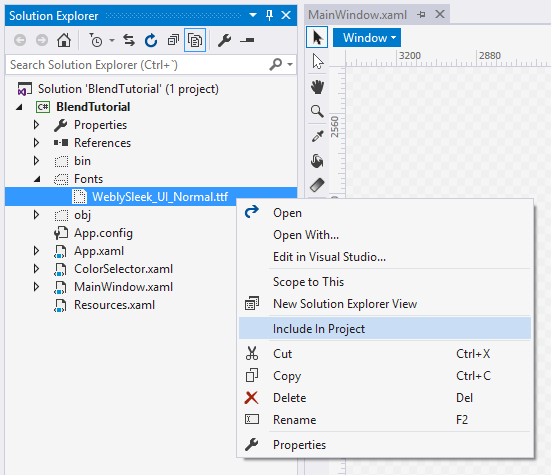 Solution Explorer
MainWindow.xaml
Window
Search Solution Explorer (Ctrl+`)
3200
2880
2560
Solution 'BlendTutorial' (1 project)
C# BlendTutorial
Properties
References
bin
Fonts
WeblySleek_UI_Normal.ttf
obj
App.config
App.xaml
ColorSelector.xaml
MainWindow.xaml
Resources.xaml
Open
Open With...
Edit in Visual Studio...
Scope to This
New Solution Explorer View
Include In Project
Cut Ctrl+X
Copy Ctrl+C
Delete Del
Rename F2
Properties